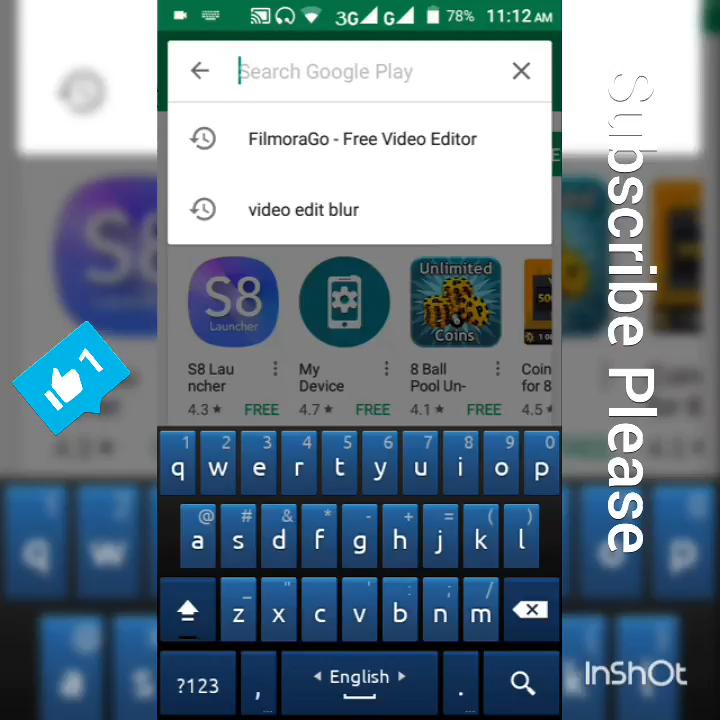 3G G 78% 11:12 AM
Search Google Play
FilmoraGo - Free Video Editor
video edit blur
S8
Launcher
Unlimited
Coins
S8 Lau
ncher
My
Device
8 Ball
Pool Un-
Coin
for 8
4.3 ★ FREE
4.7 ★ FREE
4.1 ★ FREE
4.5 ★
1 2 3 4 5 6 7 8 9 0
q w e r t y u i o p
@ # & * - + = ( )
a s d f g h j k l
_ " ' : ; /
z x c v b n m
?123 , English .
Subscribe Please
1
InShOt